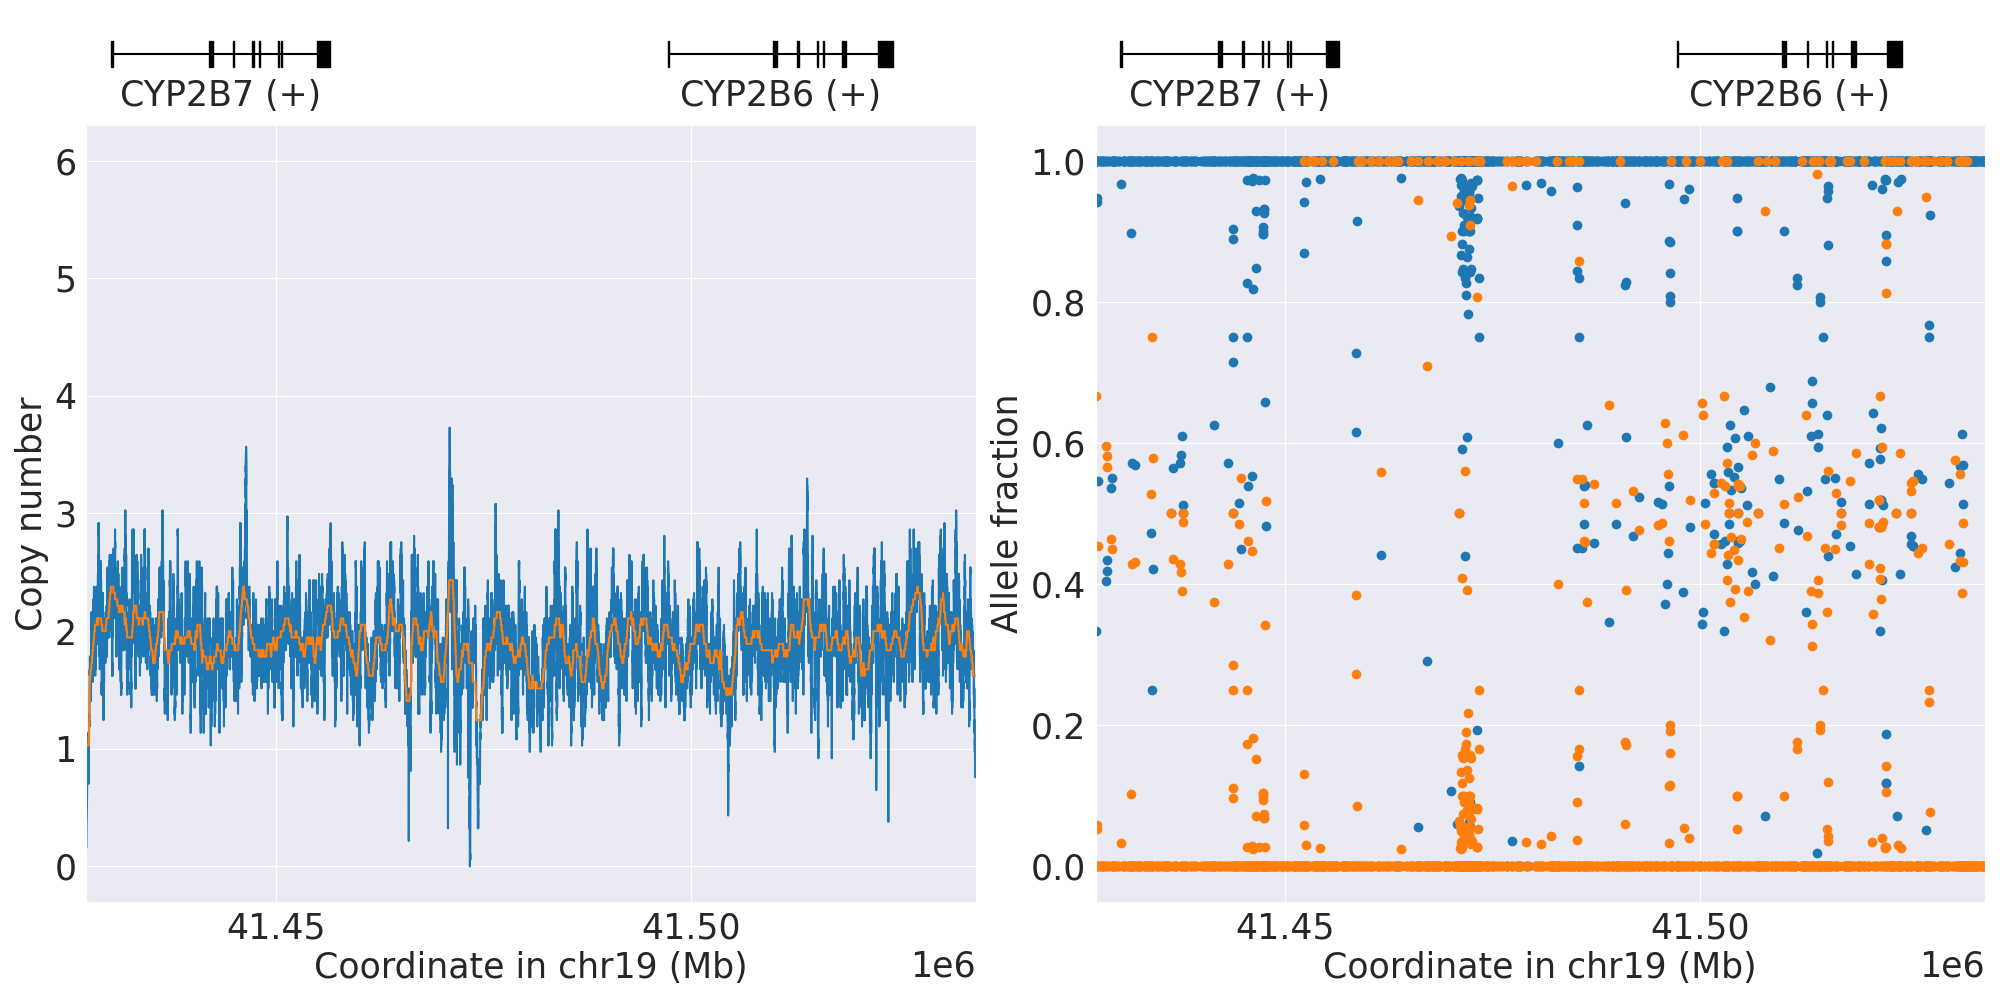 CYP2B7 (+)
CYP2B6 (+)
CYP2B7 (+)
CYP2B6 (+)
Copy number
6
5
4
3
2
1
0
41.45
41.50
Coordinate in chr19 (Mb)
1e6
Allele fraction
1.0
0.8
0.6
0.4
0.2
0.0
41.45
41.50
Coordinate in chr19 (Mb)
1e6